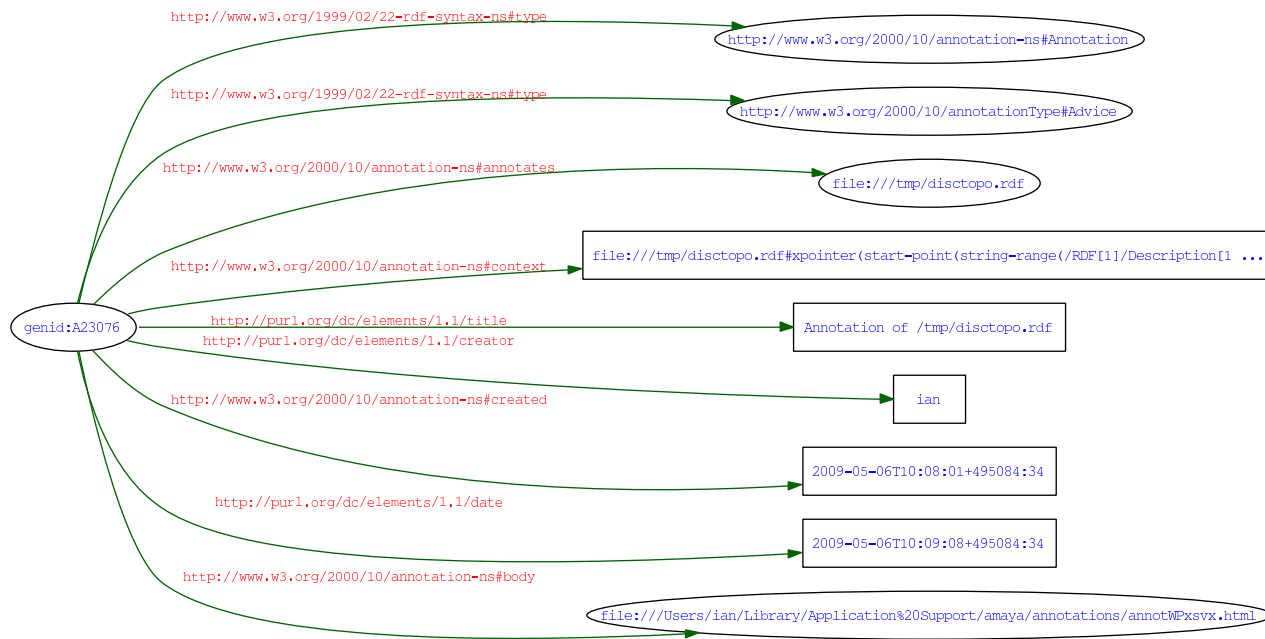 http://www.w3.org/1999/02/22-rdf-syntax-ns#type
http://www.w3.org/2000/10/annotation-ns#Annotation
http://www.w3.org/1999/02/22-rdf-syntax-ns#type
http://www.w3.org/2000/10/annotationType#Advice
http://www.w3.org/2000/10/annotation-ns#annotates
file:///tmp/disctopo.rdf
http://www.w3.org/2000/10/annotation-ns#context
file:///tmp/disctopo.rdf#xpointer(start-point(string-range(/RDF[1]/Description[1 ...
genid:A23076
http://purl.org/dc/elements/1.1/title
Annotation of /tmp/disctopo.rdf
http://purl.org/dc/elements/1.1/creator
ian
http://www.w3.org/2000/10/annotation-ns#created
2009-05-06T10:08:01+495084:34
http://purl.org/dc/elements/1.1/date
2009-05-06T10:09:08+495084:34
http://www.w3.org/2000/10/annotation-ns#body
file:///Users/ian/Library/Application%20Support/amaya/annotations/annotWPxsvx.html